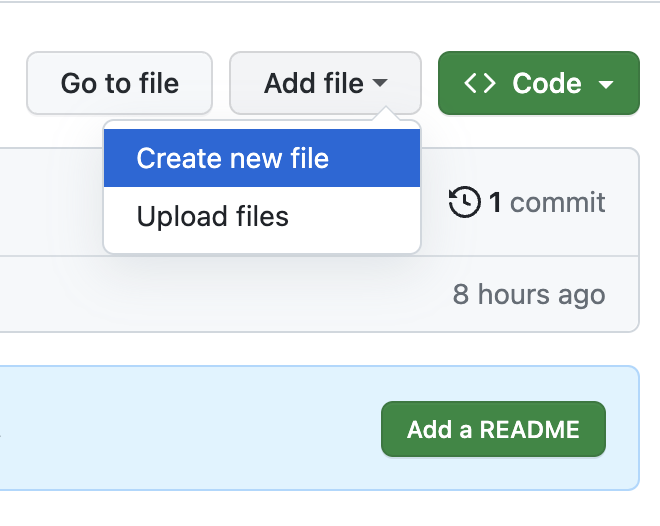 Go to file
Add file
<> Code
Create new file
Upload files
1 commit
8 hours ago
Add a README